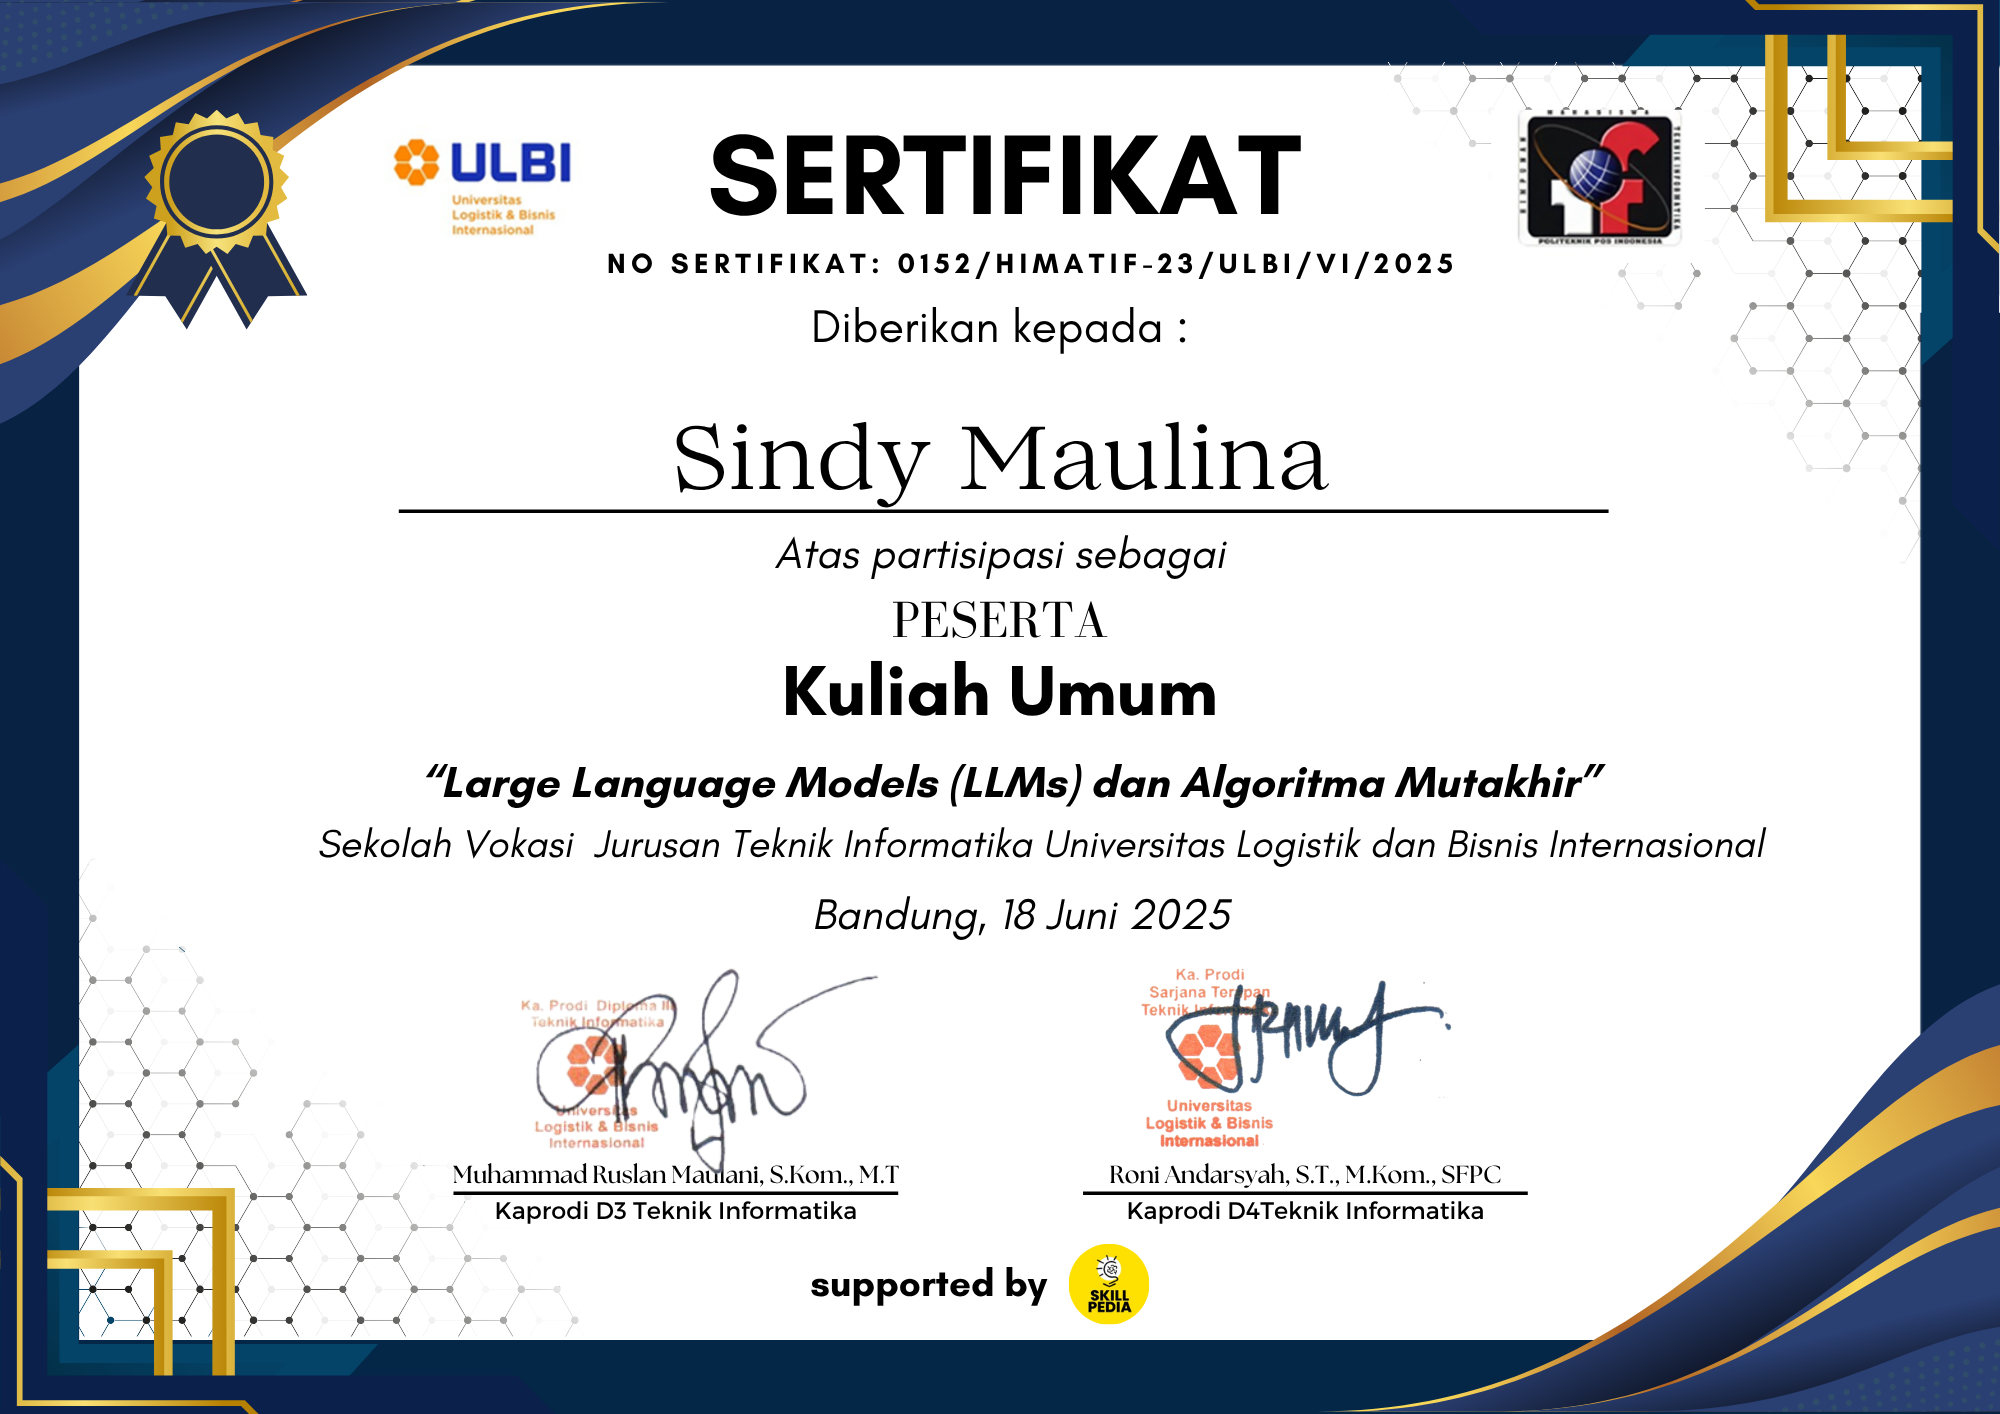 ULBI
Universitas
Logistik & Bisnis
Internasional
SERTIFIKAT
MAHASISWA
HIMPUNAN
TEKNIK INFORMATIKA
POLITEKNIK POS INDONESIA
NO SERTIFIKAT: 0152/HIMATIF-23/ULBI/VI/2025
Diberikan kepada :
Sindy Maulina
Atas partisipasi sebagai
PESERTA
Kuliah Umum
“Large Language Models (LLMs) dan Algoritma Mutakhir”
Sekolah Vokasi Jurusan Teknik Informatika Universitas Logistik dan Bisnis Internasional
Bandung, 18 Juni 2025
Ka. Prodi Diploma III
Teknik Informatika
Universitas
Logistik & Bisnis
Internasional
Muhammad Ruslan Maulani, S.Kom., M.T
Kaprodi D3 Teknik Informatika
Ka. Prodi
Sarjana Terapan
Teknik Informatika
Universitas
Logistik & Bisnis
Internasional
Roni Andarsyah, S.T., M.Kom., SFPC
Kaprodi D4Teknik Informatika
supported by
SKILL
PEDIA